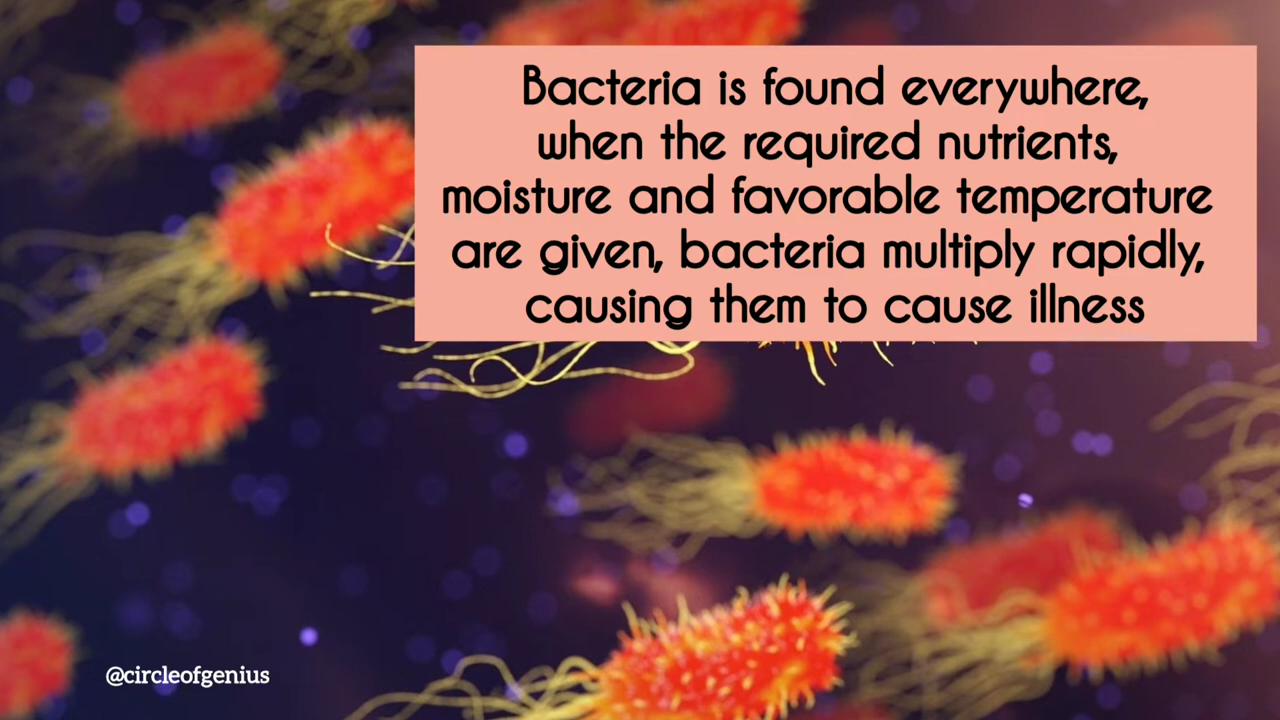 Bacteria is found everywhere,
when the required nutrients,
moisture and favorable temperature
are given, bacteria multiply rapidly,
causing them to cause illness
@circleofgenius